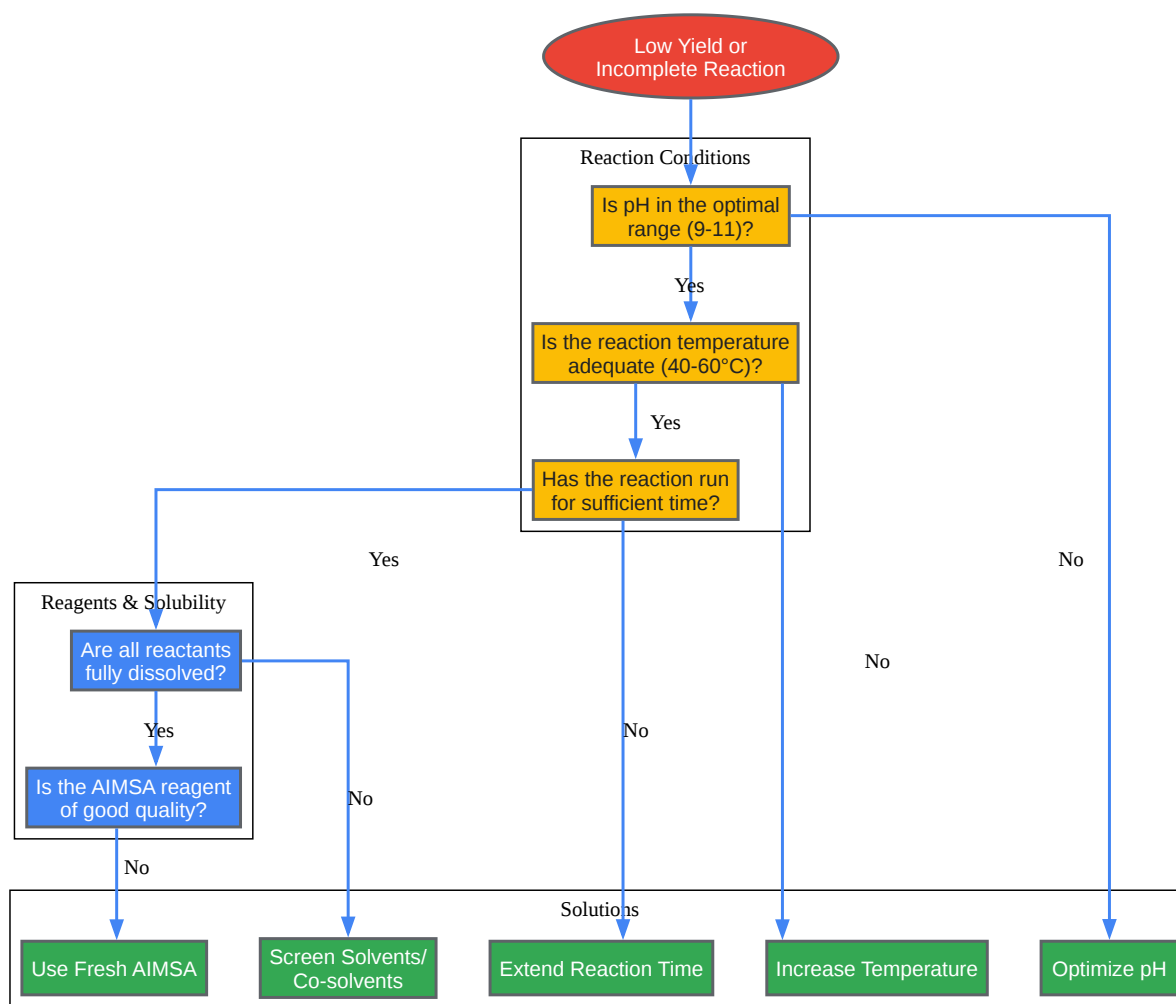 Low Yield or
Incomplete Reaction
Reaction Conditions
Is pH in the optimal
range (9-11)?
Yes
Is the reaction temperature
adequate (40-60°C)?
Yes
Has the reaction run
for sufficient time?
Yes
No
Reagents & Solubility
Are all reactants
fully dissolved?
No
Yes
No
Is the AIMSA reagent
of good quality?
No
No
Solutions
Use Fresh AIMSA
Screen Solvents/
Co-solvents
Extend Reaction Time
Increase Temperature
Optimize pH